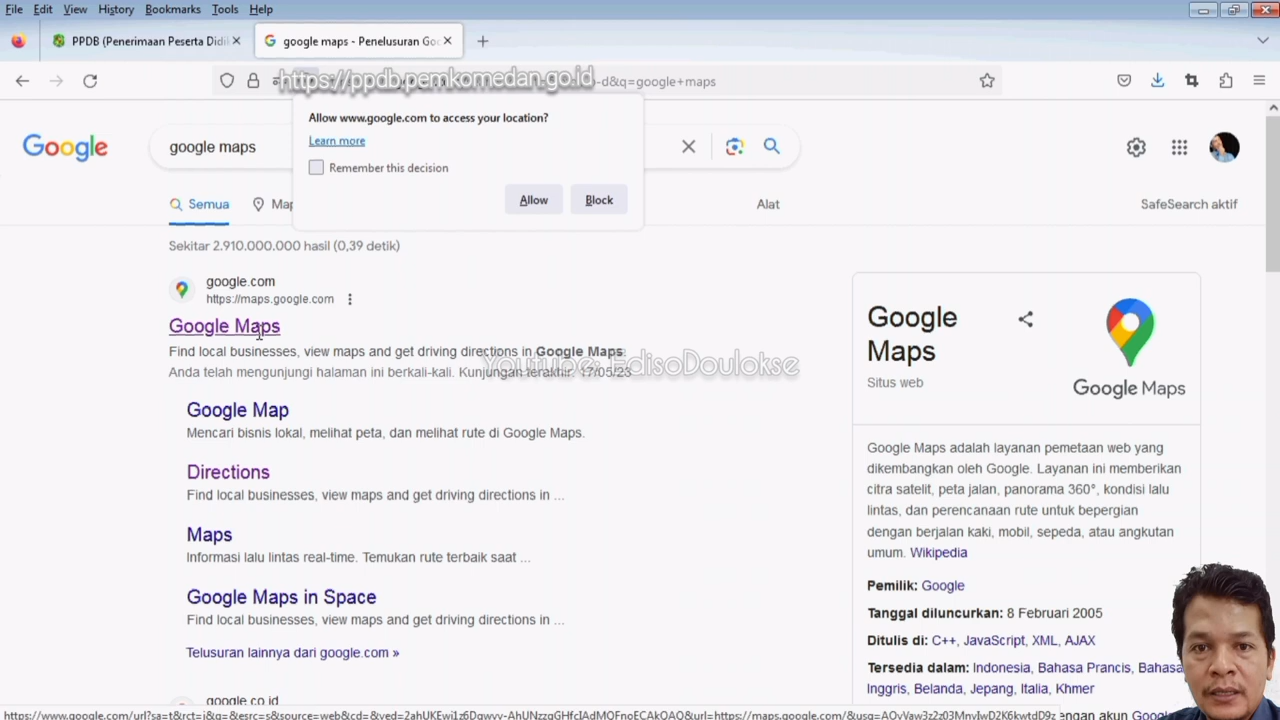 File Edit View History Bookmarks Tools Help
PPDB (Penerimaan Peserta Didi
google maps - Penelusuran Goo
https://ppdb.pemkomedan.go.id
-d&q=google+maps
Allow www.google.com to access your location?
Learn more
Remember this decision
Allow Block
Google
google maps
Semua
Map
Alat
SafeSearch aktif
Sekitar 2.910.000.000 hasil (0,39 detik)
google.com
https://maps.google.com
Google Maps
Find local businesses, view maps and get driving directions in Google Maps.
Anda telah mengunjungi halaman ini berkali-kali. Kunjungan terakhir: 17/05/23
Youtube: EdisoDoulokse
Google Map
Mencari bisnis lokal, melihat peta, dan melihat rute di Google Maps.
Directions
Find local businesses, view maps and get driving directions in ...
Maps
Informasi lalu lintas real-time. Temukan rute terbaik saat ...
Google Maps in Space
Find local businesses, view maps and get driving directions in ...
Telusuran lainnya dari google.com »
google.co.id
Google
Maps
Situs web
Google Maps
Google Maps adalah layanan pemetaan web yang
dikembangkan oleh Google. Layanan ini memberikan
citra satelit, peta jalan, panorama 360°, kondisi lalu
lintas, dan perencanaan rute untuk bepergian
dengan berjalan kaki, mobil, sepeda, atau angkutan
umum. Wikipedia
Pemilik: Google
Tanggal diluncurkan: 8 Februari 2005
Ditulis di: C++, JavaScript, XML, AJAX
Tersedia dalam: Indonesia, Bahasa Prancis, Bahasa
Inggris, Belanda, Jepang, Italia, Khmer
engan akun Goog